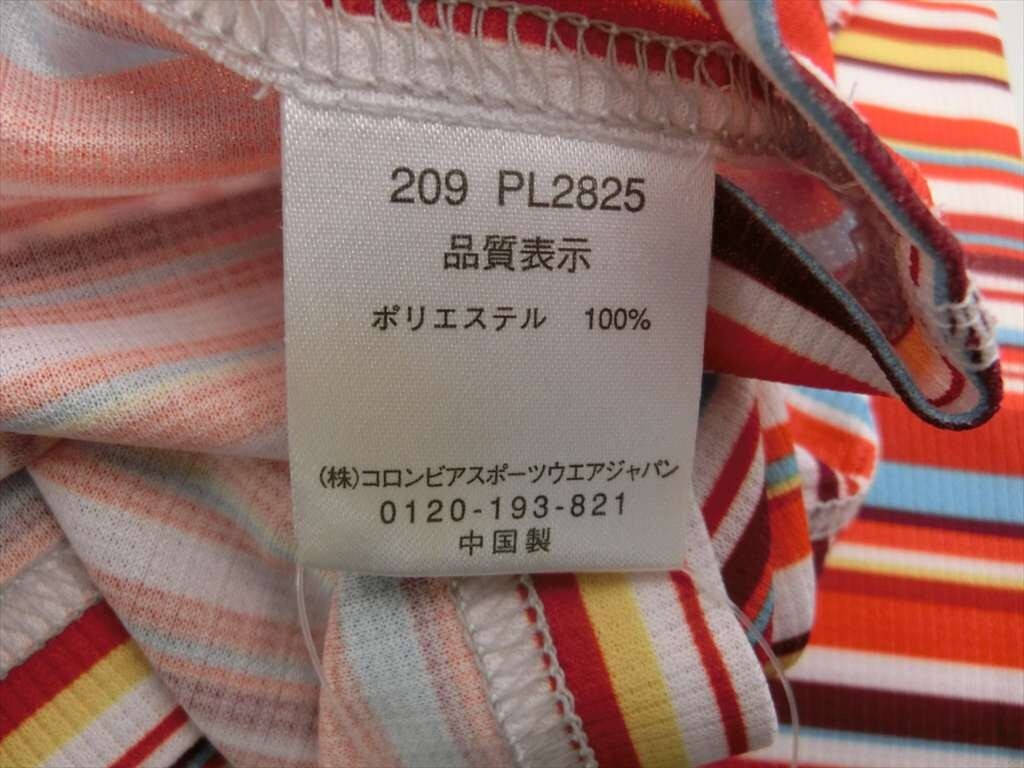 209 PL2825
品質表示
ポリエステル 100%
(株)コロンビアスポーツウエアジャパン
0120-193-821
中国製